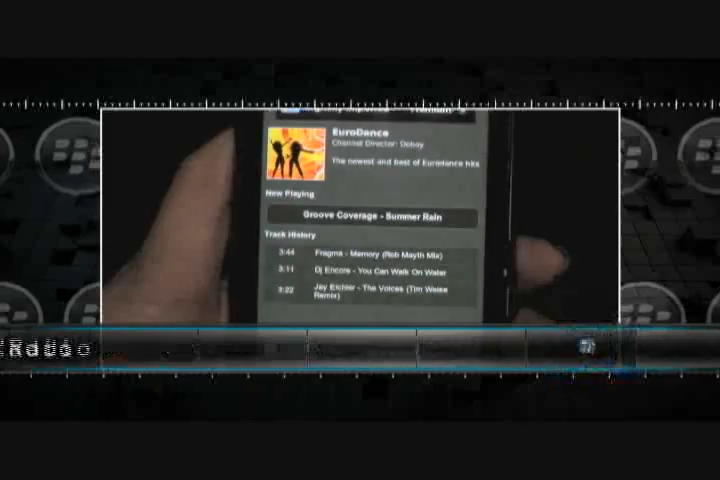 EuroDance
Channel Director: Doboy
The newest and best of Eurodance hits
Now Playing
Groove Coverage - Summer Rain
Track History
3:44 Fragma - Memory (Rob Mayth Mix)
3:11 Dj Encore - You Can Walk On Water
3:22 Jay Eichler - The Voices (Tim Weise
Remix)